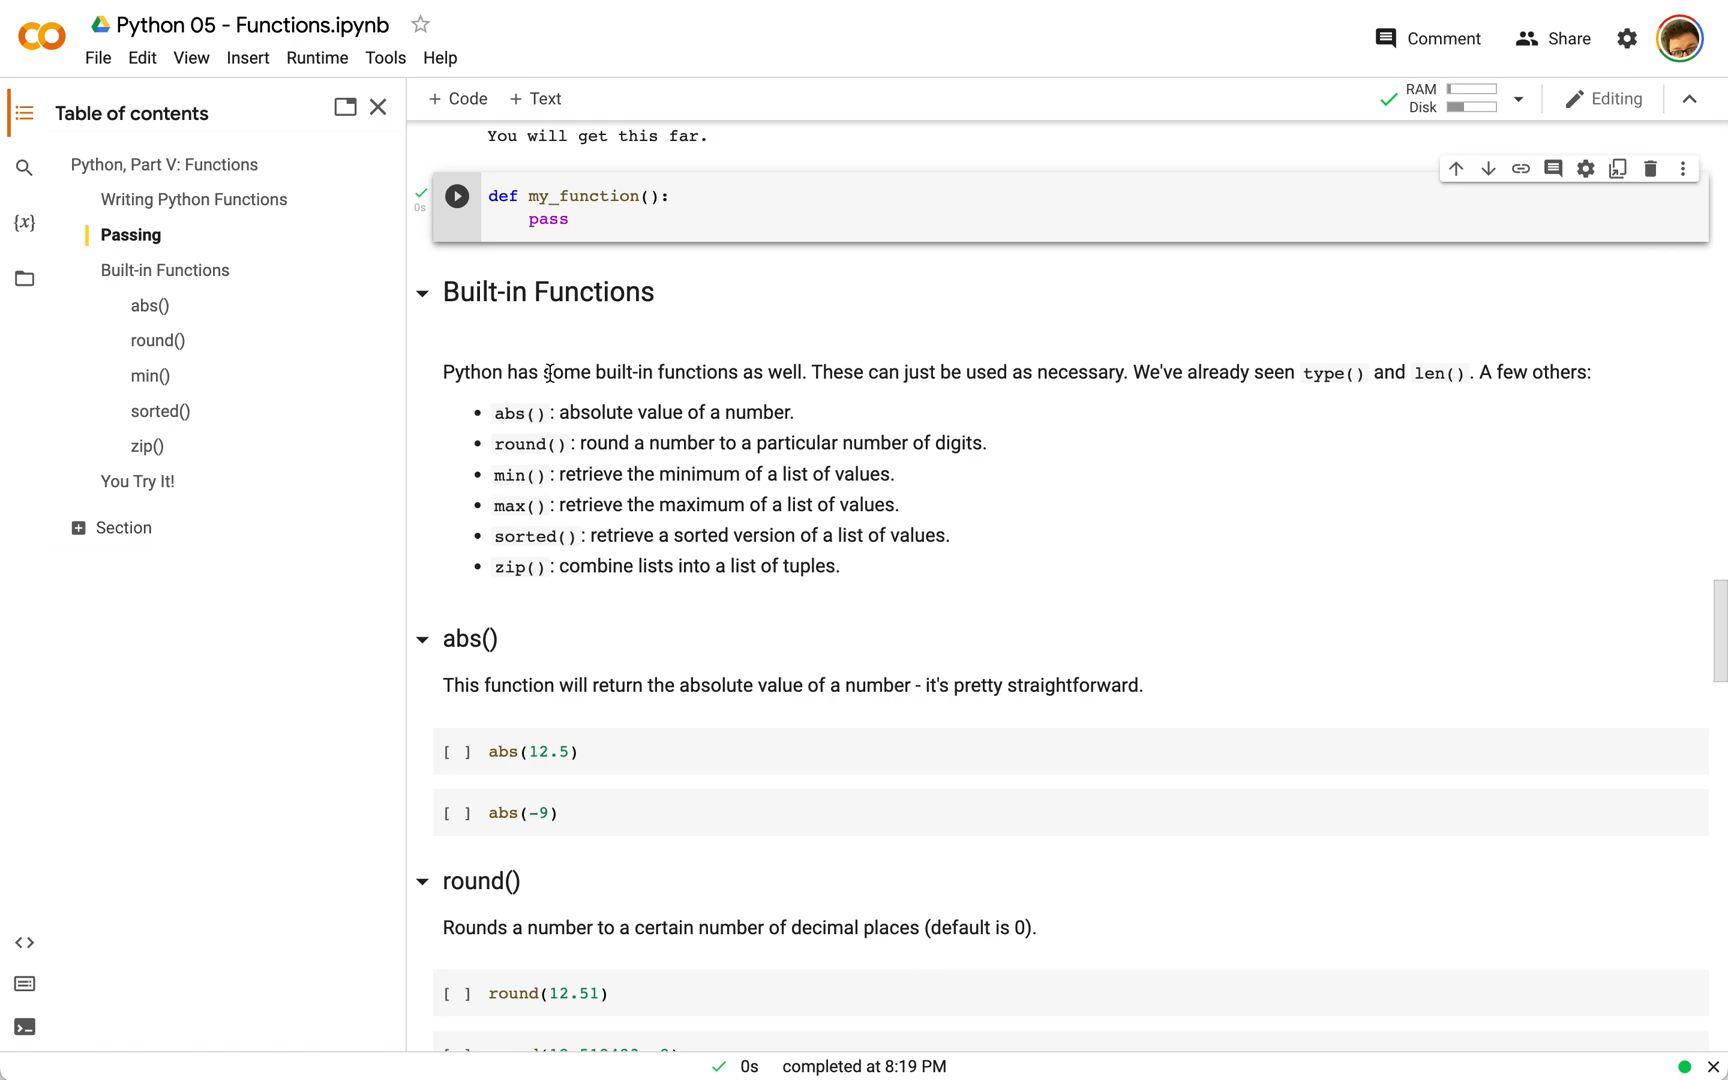 Python 05 - Functions.ipynb
File Edit View Insert Runtime Tools Help
Comment Share
Table of contents
+ Code + Text
RAM
Disk
Editing
Python, Part V: Functions
Writing Python Functions
Passing
Built-in Functions
abs()
round()
min()
sorted()
zip()
You Try It!
Section
{x}
You will get this far.
0s
def my_function():
pass
Built-in Functions
Python has some built-in functions as well. These can just be used as necessary. We've already seen type() and len(). A few others:
• abs(): absolute value of a number.
• round(): round a number to a particular number of digits.
• min(): retrieve the minimum of a list of values.
• max(): retrieve the maximum of a list of values.
• sorted(): retrieve a sorted version of a list of values.
• zip(): combine lists into a list of tuples.
abs()
This function will return the absolute value of a number - it's pretty straightforward.
[ ] abs(12.5)
[ ] abs(-9)
round()
Rounds a number to a certain number of decimal places (default is 0).
[ ] round(12.51)
0s completed at 8:19 PM